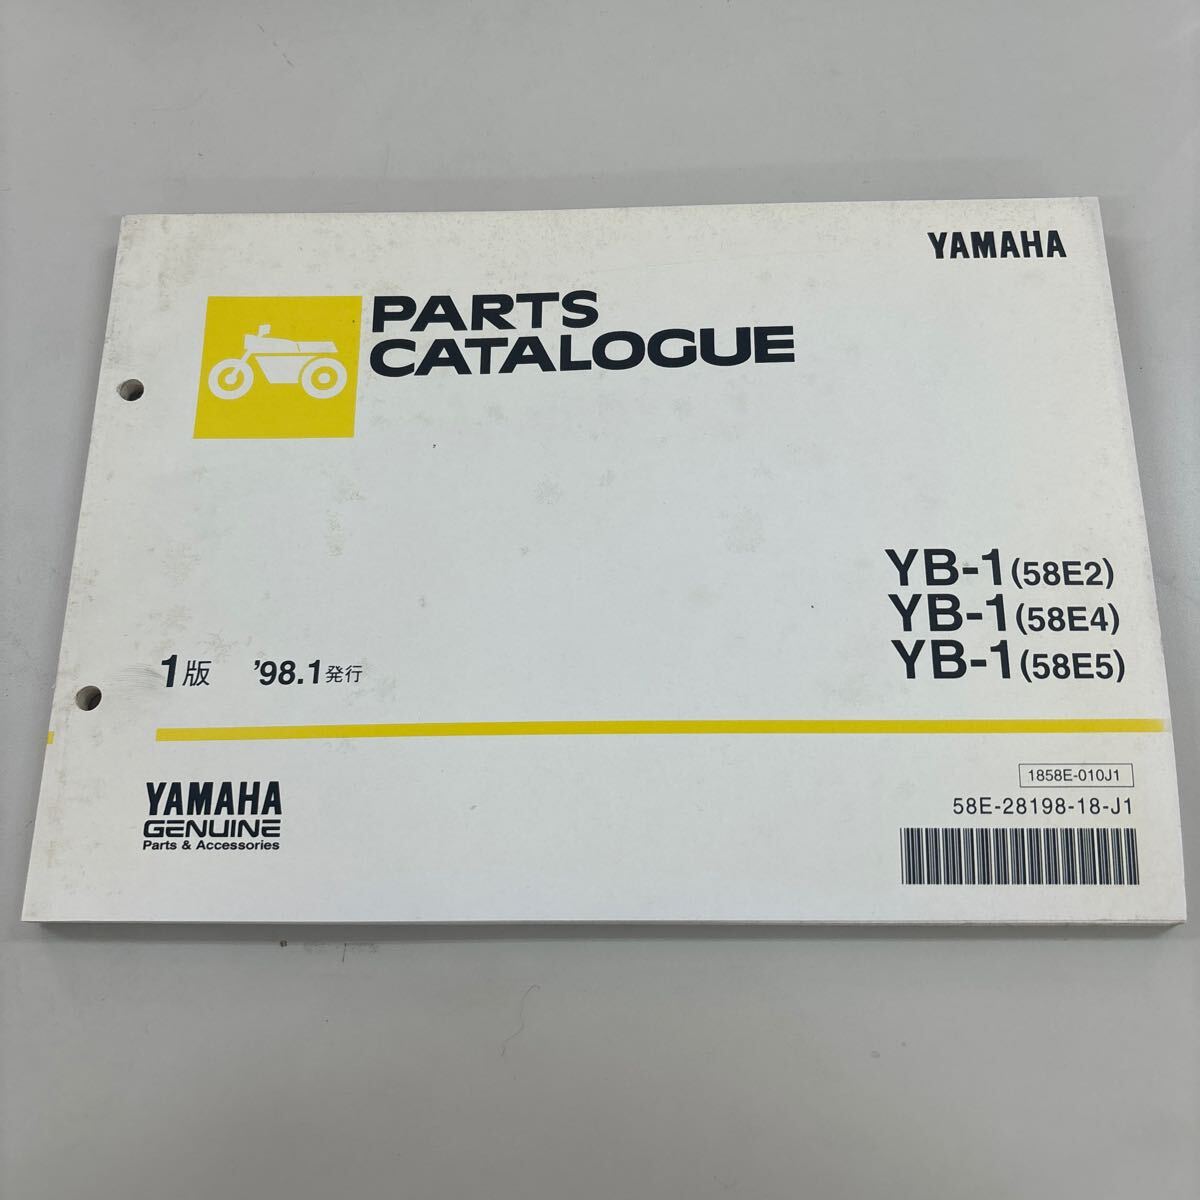 YAMAHA
PARTS
CATALOGUE
YB-1(58E2)
YB-1(58E4)
YB-1(58E5)
1版 '98.1発行
1858E-010J1
58E-28198-18-J1
YAMAHA
GENUINE
Parts & Accessories